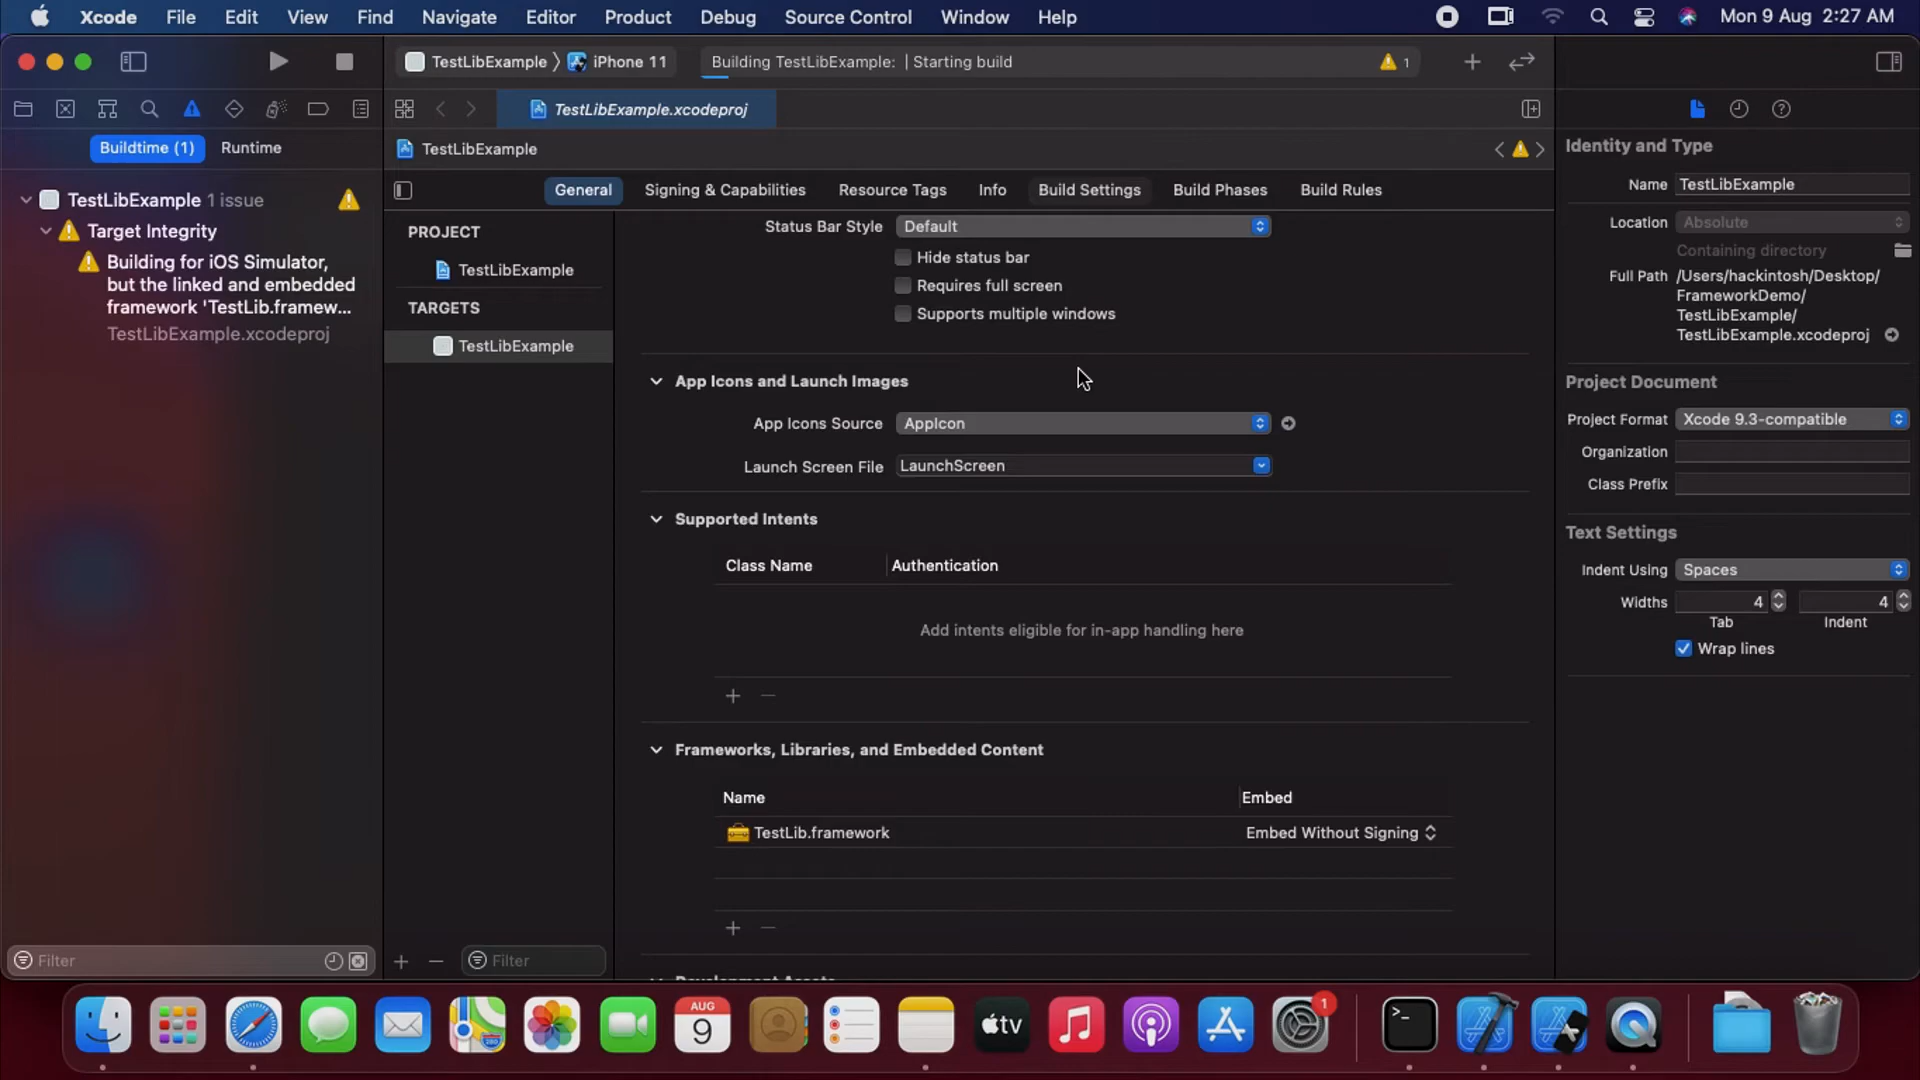 Xcode File Edit View Find Navigate Editor Product Debug Source Control Window Help Mon 9 Aug 2:27 AM
TestLibExample iPhone 11 Building TestLibExample: | Starting build 1
TestLibExample.xcodeproj
Buildtime (1) Runtime
TestLibExample
TestLibExample 1 issue
Target Integrity
Building for iOS Simulator,
but the linked and embedded
framework 'TestLib.framew...
TestLibExample.xcodeproj
Filter
General Signing & Capabilities Resource Tags Info Build Settings Build Phases Build Rules
PROJECT
TestLibExample
TARGETS
TestLibExample
Filter
Status Bar Style Default
Hide status bar
Requires full screen
Supports multiple windows
App Icons and Launch Images
App Icons Source AppIcon
Launch Screen File LaunchScreen
Supported Intents
Class Name Authentication
Add intents eligible for in-app handling here
Frameworks, Libraries, and Embedded Content
Name Embed
TestLib.framework Embed Without Signing
Identity and Type
Name TestLibExample
Location Absolute
Containing directory
Full Path /Users/hackintosh/Desktop/
FrameworkDemo/
TestLibExample/
TestLibExample.xcodeproj
Project Document
Project Format Xcode 9.3-compatible
Organization
Class Prefix
Text Settings
Indent Using Spaces
Widths 4 4
Tab Indent
Wrap lines
AUG
9
tv
1